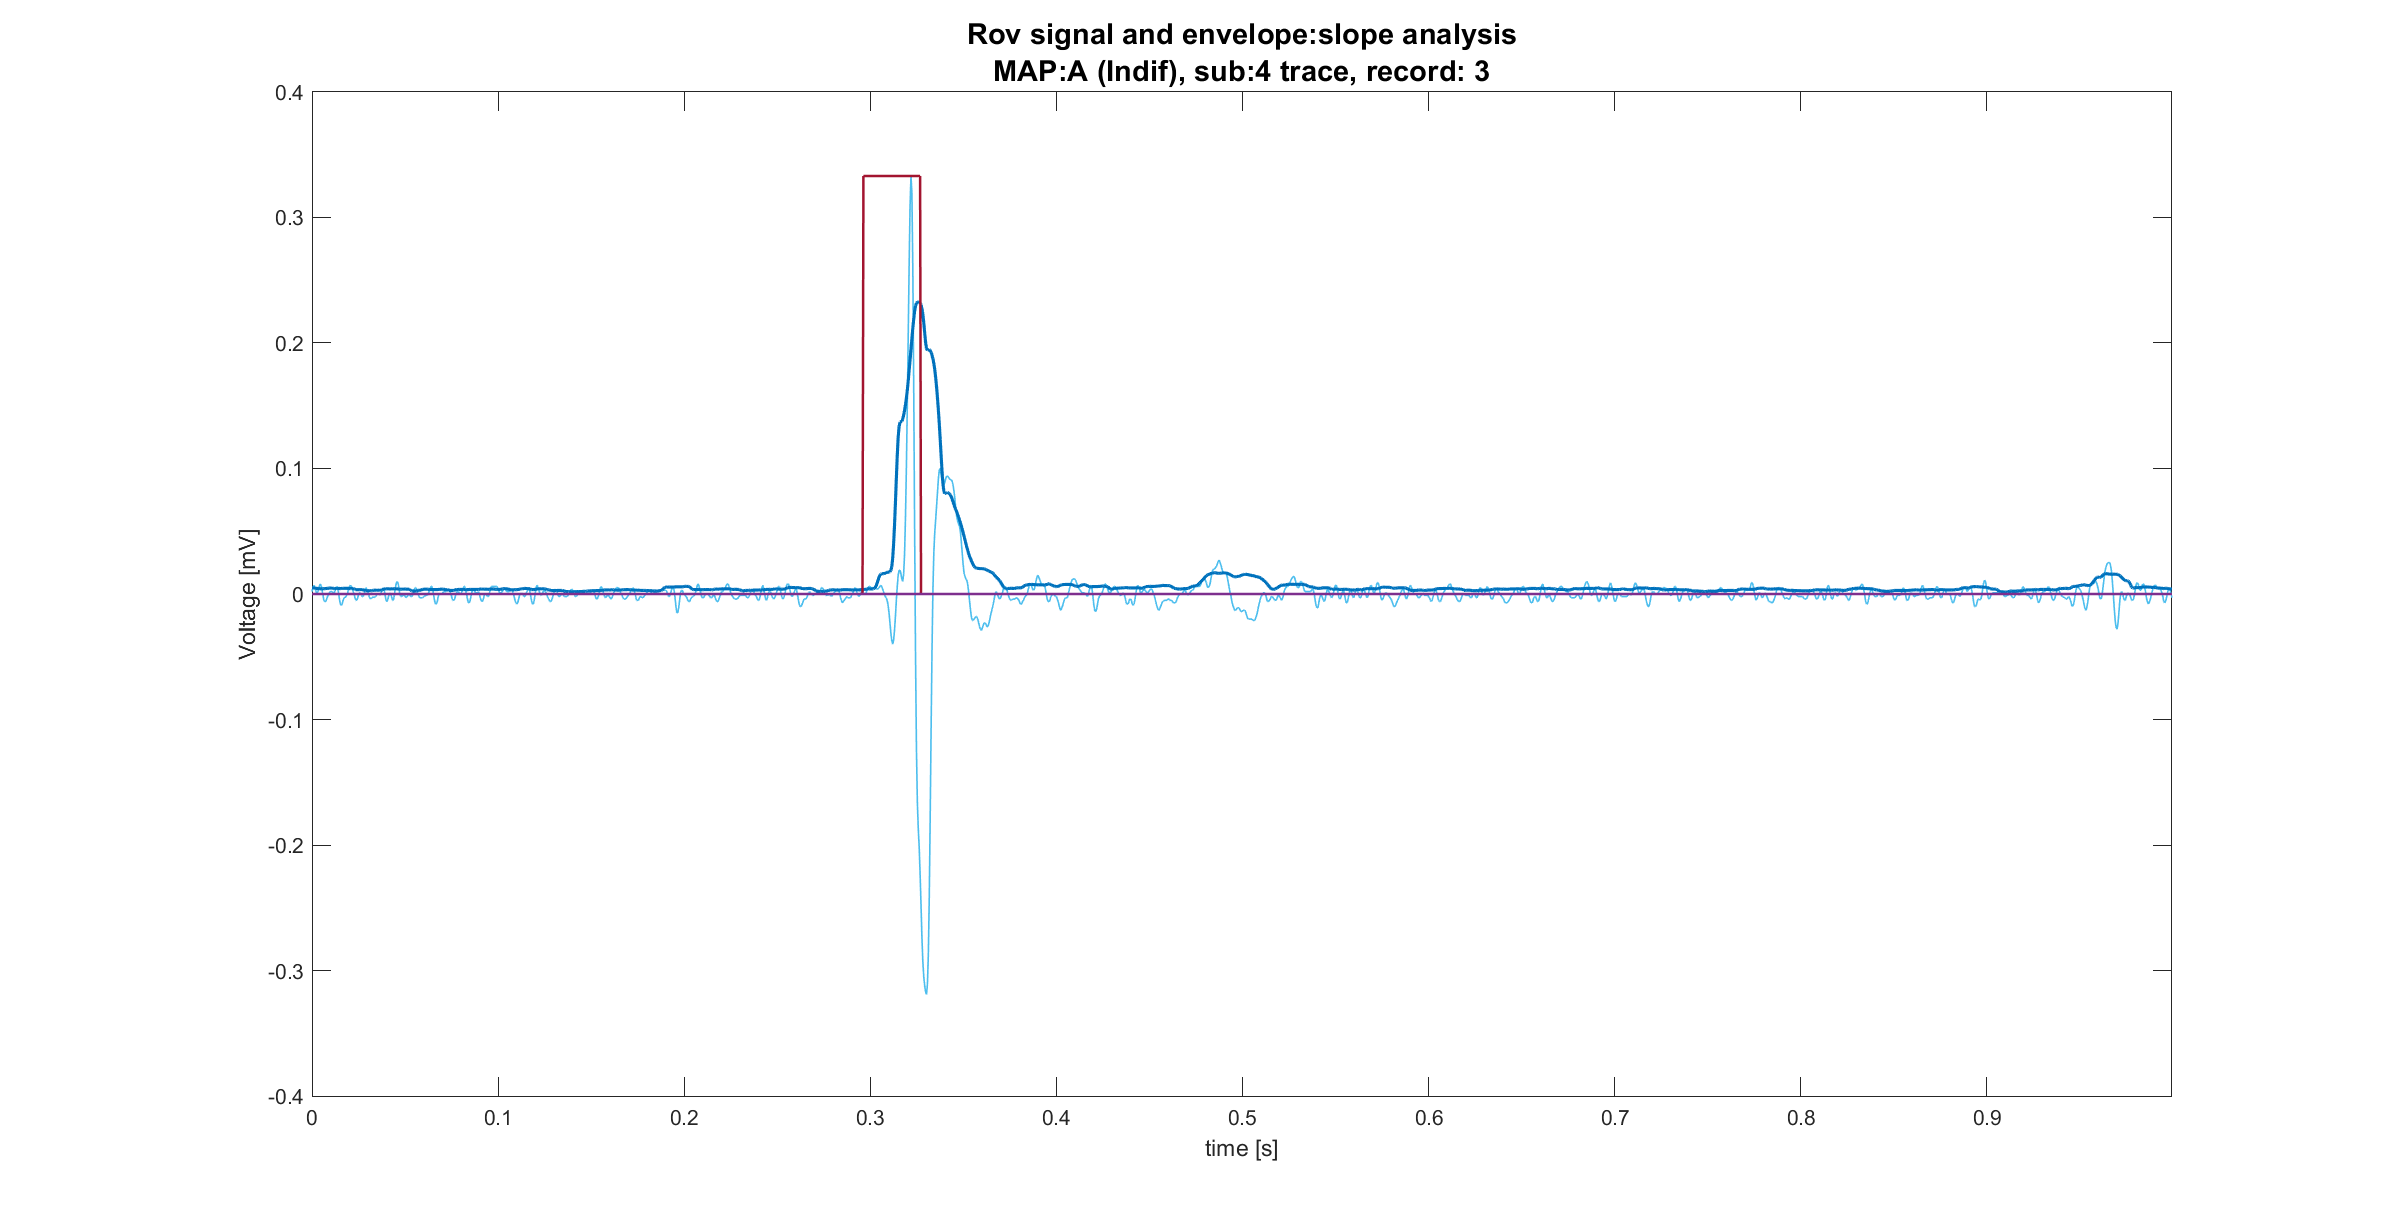 Rov signal and envelope:slope analysis
MAP:A (Indif), sub:4 trace, record: 3
0.4
0.3
0.2
0.1
0
-0.1
-0.2
-0.3
-0.4
Voltage [mV]
0 0.1 0.2 0.3 0.4 0.5 0.6 0.7 0.8 0.9
time [s]